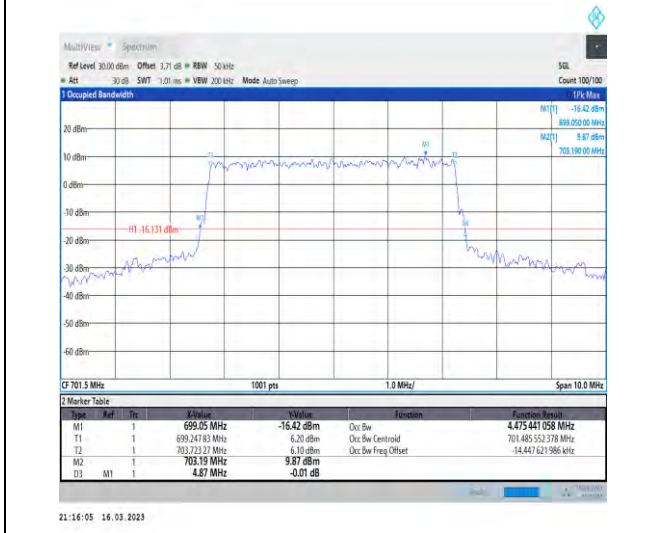 MultiView Spectrum
Ref Level 30.00 dBm Offset 3.71 dB RBW 50 kHz SGL
Att 30 dB SWT 1.01 ms VBW 200 kHz Mode Auto Sweep Count 100/100
1 Occupied Bandwidth 1Pk Max
M1[1] -16.42 dBm
699.050 00 MHz
M2[1] 9.87 dBm
703.190 00 MHz
20 dBm
10 dBm
0 dBm
-10 dBm
H1 -16.131 dBm
-20 dBm
-30 dBm
-40 dBm
-50 dBm
-60 dBm
CF 701.5 MHz 1001 pts 1.0 MHz/ Span 10.0 MHz
2 Marker Table
Type Ref Trc X-Value Y-Value Function Function Result
M1 1 699.05 MHz -16.42 dBm Occ Bw 4.475 441 058 MHz
T1 1 699.247 83 MHz 6.20 dBm Occ Bw Centroid 701.485 552 378 MHz
T2 1 703.723 27 MHz 6.10 dBm Occ Bw Freq Offset -14.447 621 986 kHz
M2 1 703.19 MHz 9.87 dBm
D3 M1 1 4.87 MHz -0.01 dB
21:16:05 16.03.2023